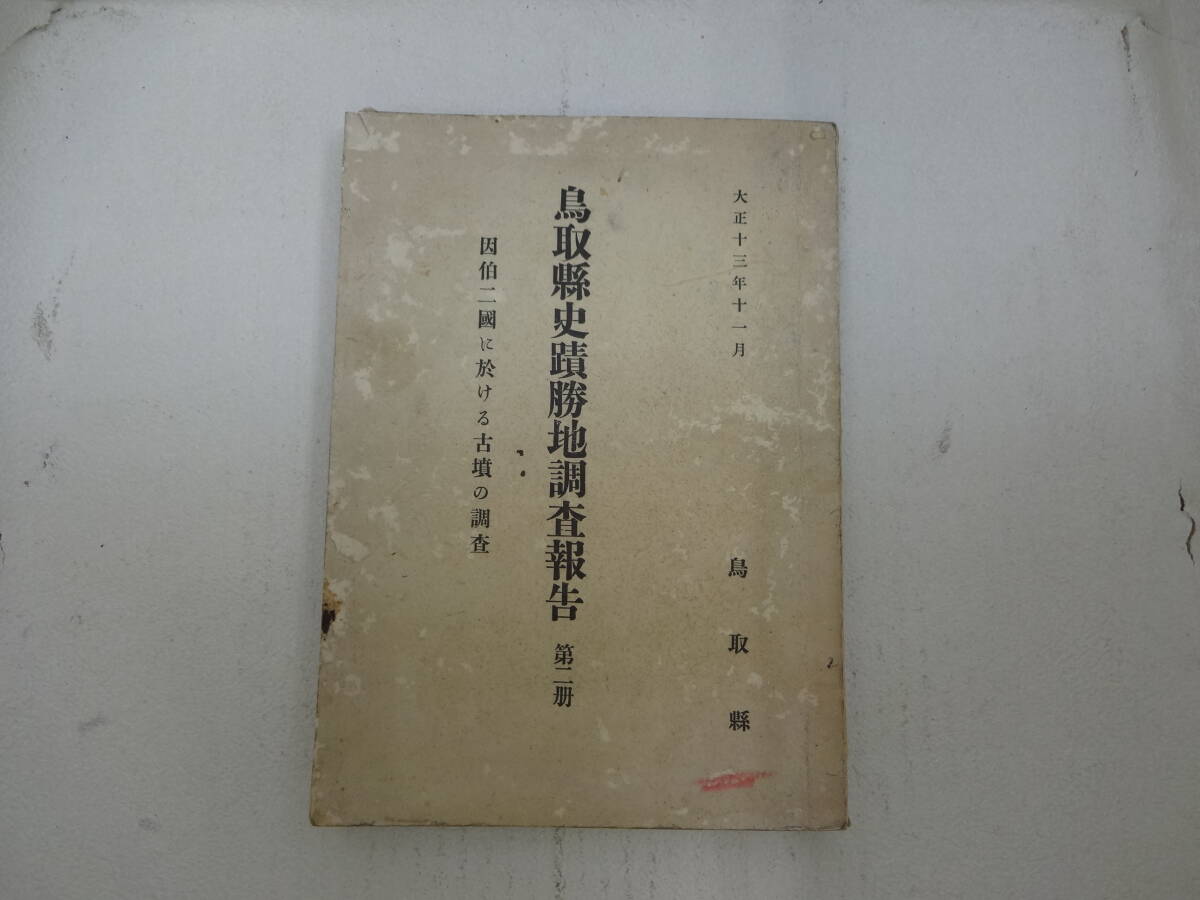 大正十三年十一月
鳥取縣
鳥取縣史蹟勝地調査報告 第二册
因伯二國に於ける古墳の調査